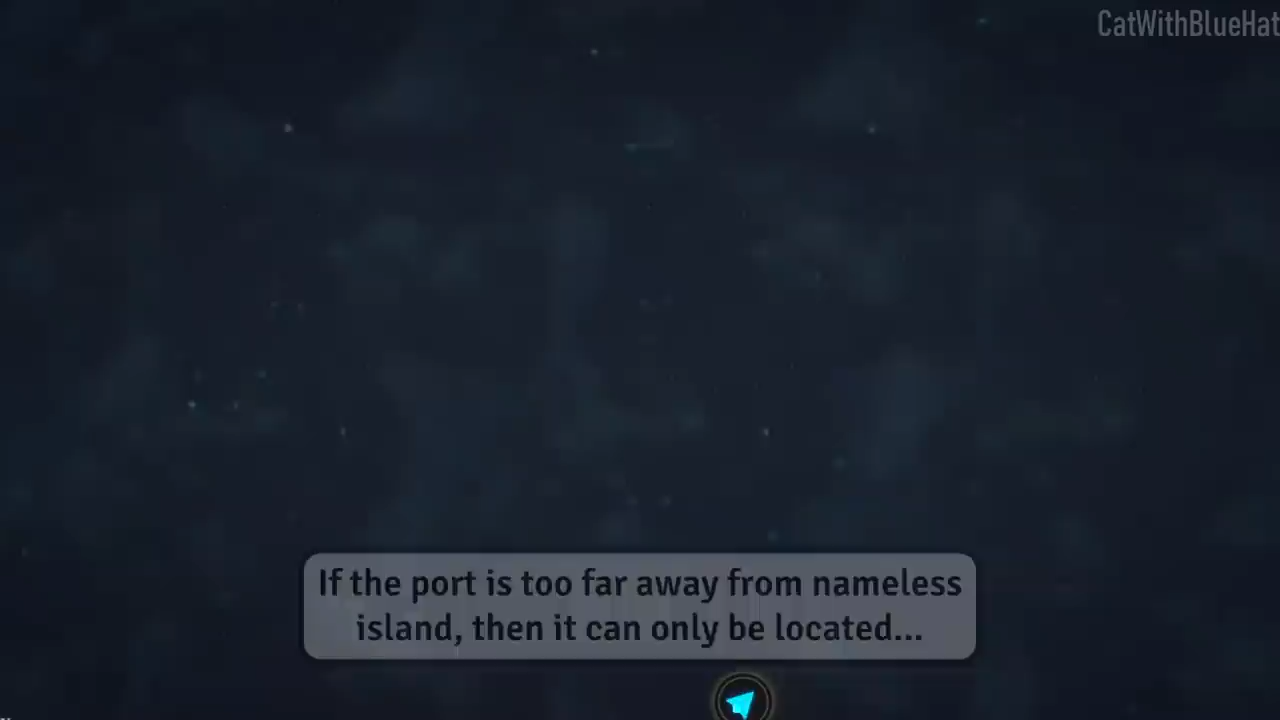 CatWithBlueHat
If the port is too far away from nameless
island, then it can only be located...